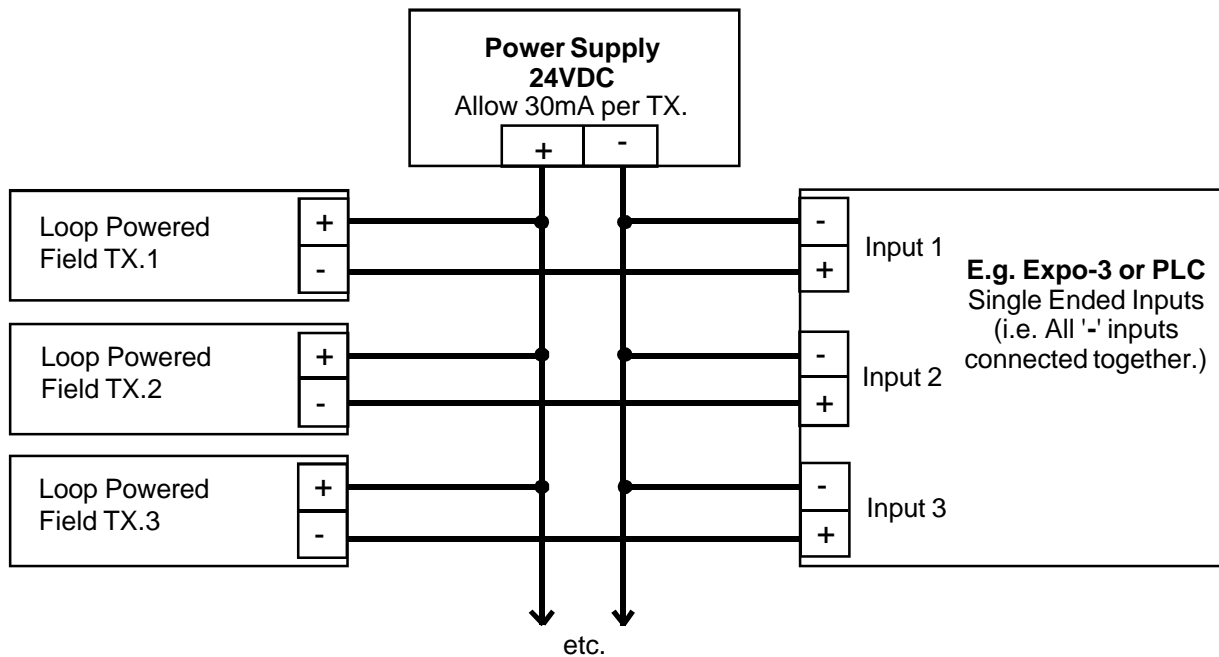 Power Supply
24VDC
Allow 30mA per TX.
+ -
Loop Powered
Field TX.1
+
-
-
+
Input 1
E.g. Expo-3 or PLC
Single Ended Inputs
(i.e. All '-' inputs
connected together.)
Loop Powered
Field TX.2
+
-
-
+
Input 2
Loop Powered
Field TX.3
+
-
-
+
Input 3
etc.